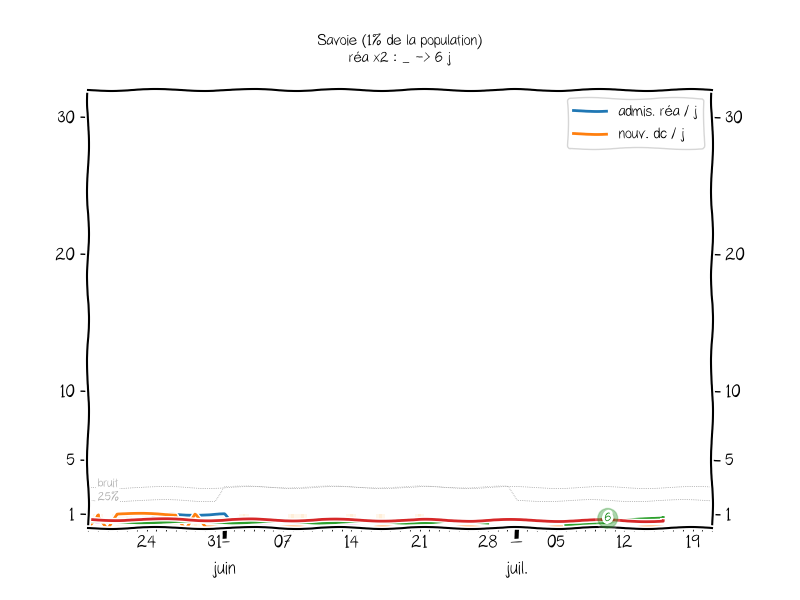 Savoie (1% de la population)
réa x2 : _ -> 6 j
admis. réa / j
nouv. dc / j
30 30
20 20
10 10
5 5
bruit
25%
1 6 1
24 31 07 14 21 28 05 12 19
juin juil.